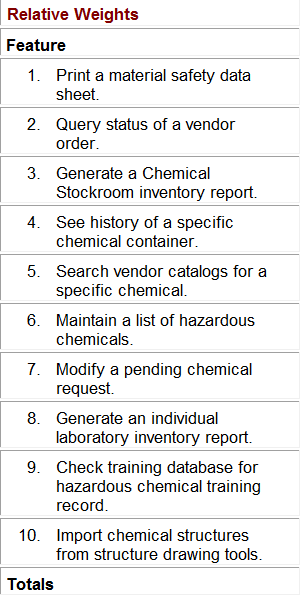 Relative Weights
Feature
1. Print a material safety data
sheet.
2. Query status of a vendor
order.
3. Generate a Chemical
Stockroom inventory report.
4. See history of a specific
chemical container.
5. Search vendor catalogs for a
specific chemical.
6. Maintain a list of hazardous
chemicals.
7. Modify a pending chemical
request.
8. Generate an individual
laboratory inventory report.
9. Check training database for
hazardous chemical training
record.
10. Import chemical structures
from structure drawing tools.
Totals